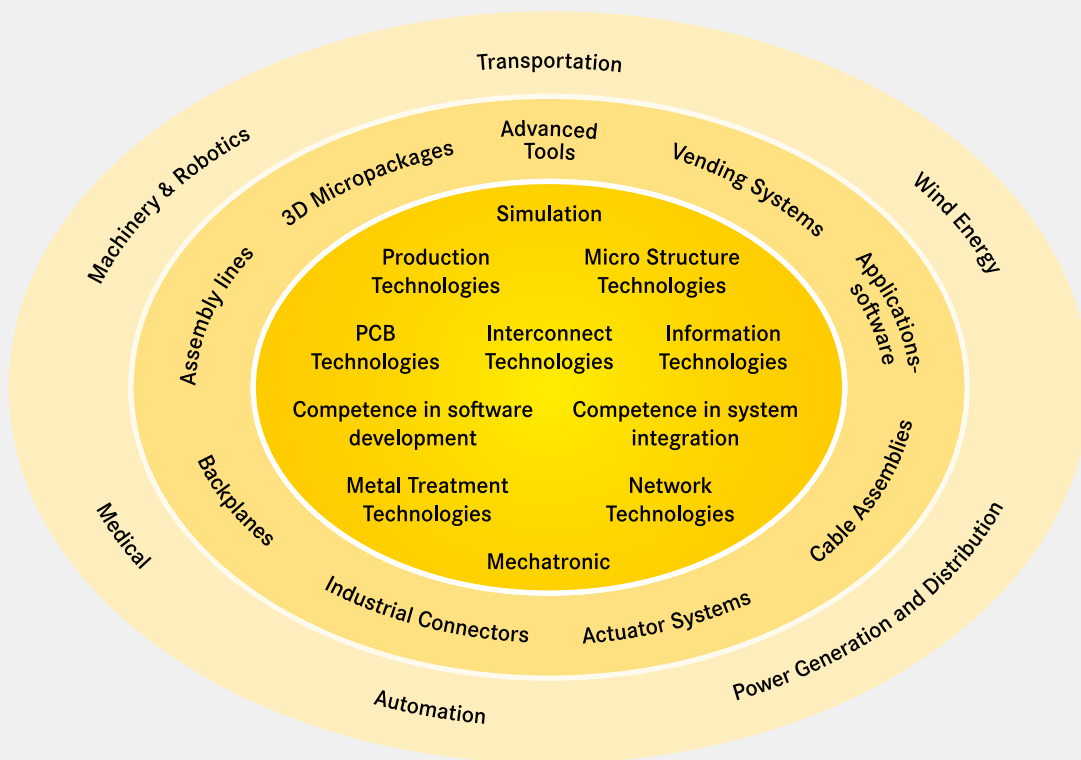 Transportation
Machinery & Robotics
Wind Energy
Medical
Power Generation and Distribution
Automation
Advanced
Tools
3D Micropackages
Vending Systems
Assembly lines
Applications-
software
Backplanes
Cable Assemblies
Industrial Connectors
Actuator Systems
Simulation
Production
Technologies
Micro Structure
Technologies
PCB
Technologies
Interconnect
Technologies
Information
Technologies
Competence in software
development
Competence in system
integration
Metal Treatment
Technologies
Network
Technologies
Mechatronic